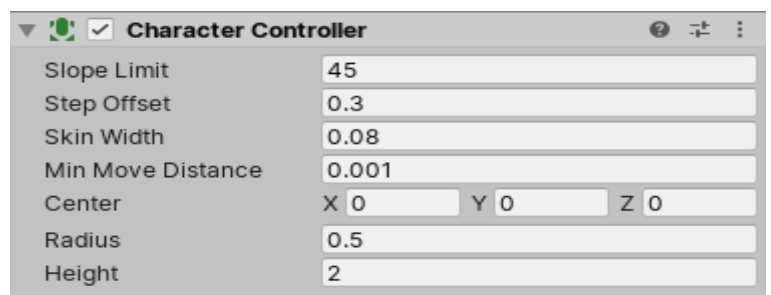 Character Controller
Slope Limit 45
Step Offset 0.3
Skin Width 0.08
Min Move Distance 0.001
Center X 0 Y 0 Z 0
Radius 0.5
Height 2